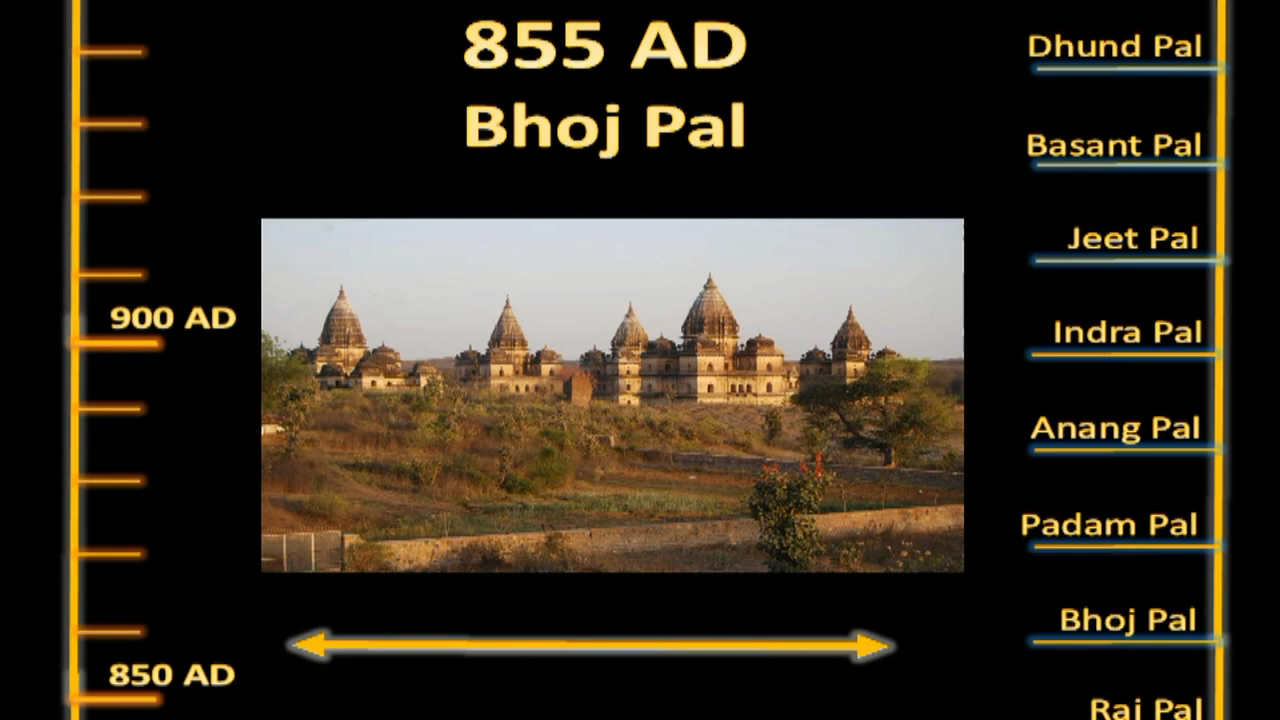 855 AD
Bhoj Pal
900 AD
850 AD
Dhund Pal
Basant Pal
Jeet Pal
Indra Pal
Anang Pal
Padam Pal
Bhoj Pal
Raj Pal